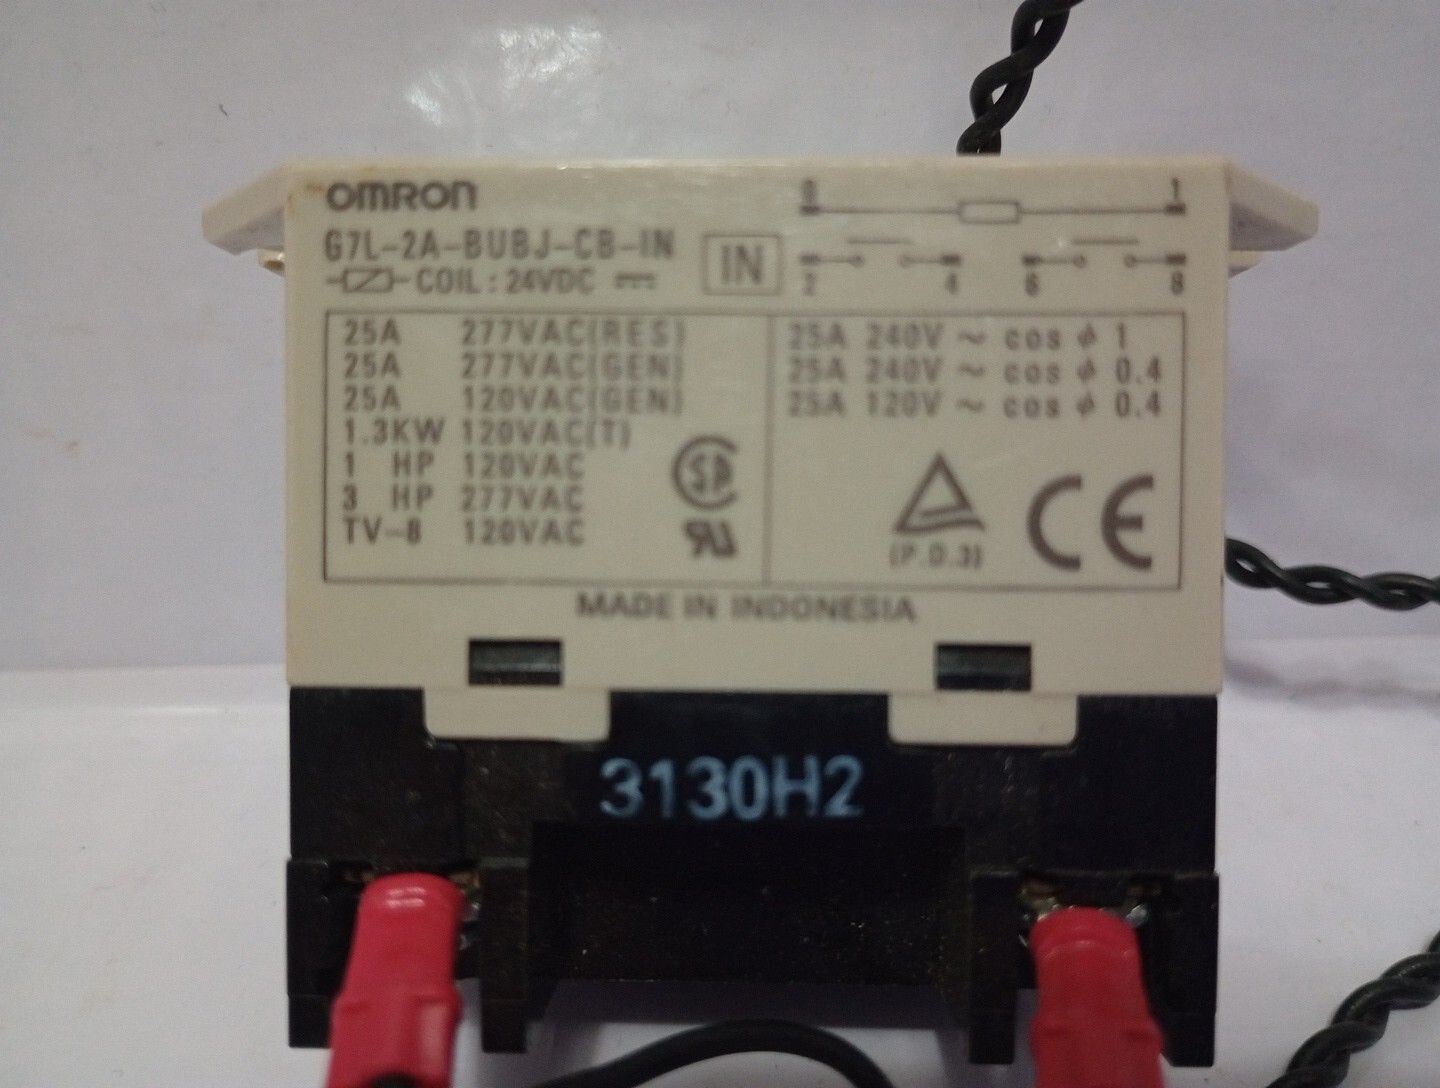 OMRON
G7L-2A-BUBJ-CB-IN
COIL : 24VDC
IN
0 1
2 4 6 8
25A 277VAC(RES)
25A 277VAC(GEN)
25A 120VAC(GEN)
1.3KW 120VAC(T)
1 HP 120VAC
3 HP 277VAC
TV-8 120VAC
25A 240V ~ cos ϕ 1
25A 240V ~ cos ϕ 0.4
25A 120V ~ cos ϕ 0.4
(P.D.3)
CE
MADE IN INDONESIA
3130H2